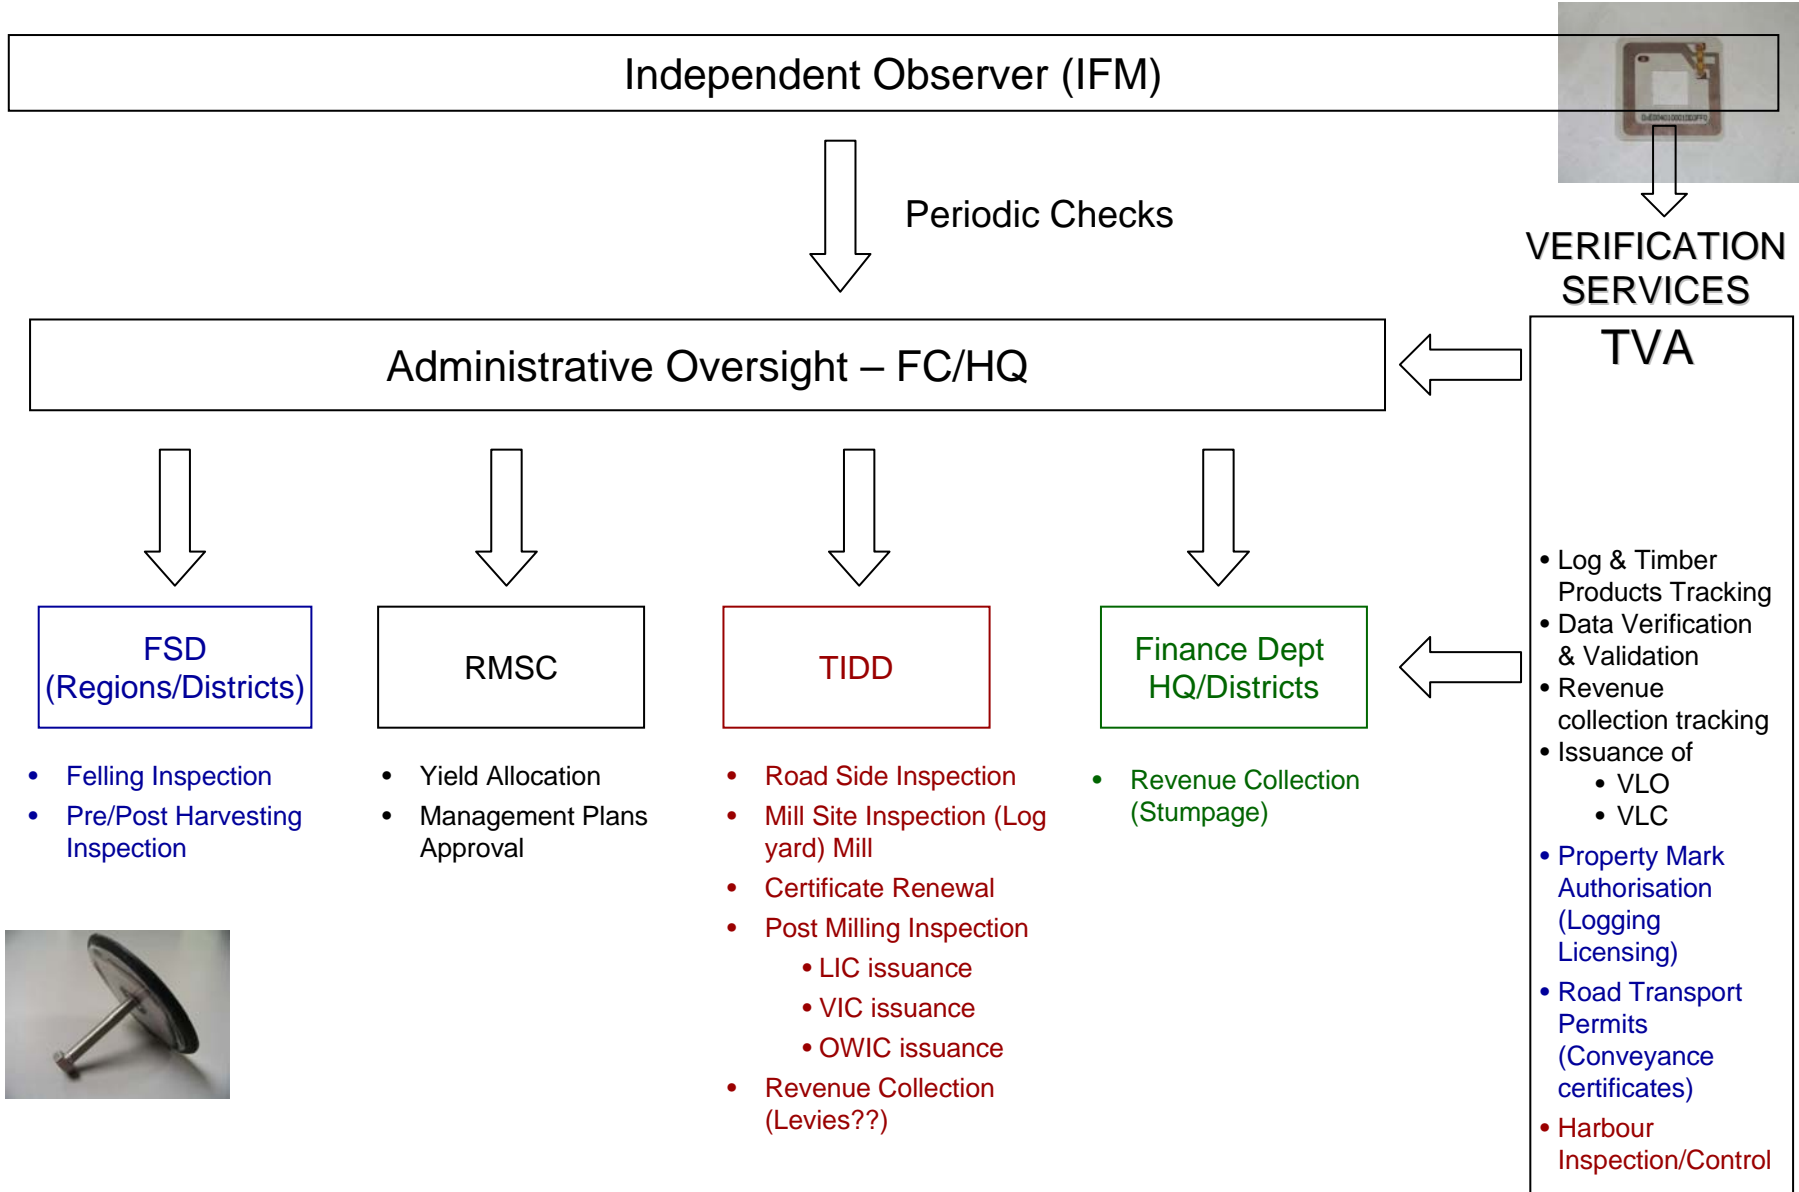 Independent Observer (IFM)
Periodic Checks
VERIFICATION
SERVICES
TVA
Administrative Oversight – FC/HQ
FSD
(Regions/Districts)
• Felling Inspection
• Pre/Post Harvesting
Inspection
RMSC
• Yield Allocation
• Management Plans
Approval
TIDD
• Road Side Inspection
• Mill Site Inspection (Log
yard) Mill
• Certificate Renewal
• Post Milling Inspection
• LIC issuance
• VIC issuance
• OWIC issuance
• Revenue Collection
(Levies??)
Finance Dept
HQ/Districts
• Revenue Collection
(Stumpage)
• Log & Timber
Products Tracking
• Data Verification
& Validation
• Revenue
collection tracking
• Issuance of
• VLO
• VLC
• Property Mark
Authorisation
(Logging
Licensing)
• Road Transport
Permits
(Conveyance
certificates)
• Harbour
Inspection/Control